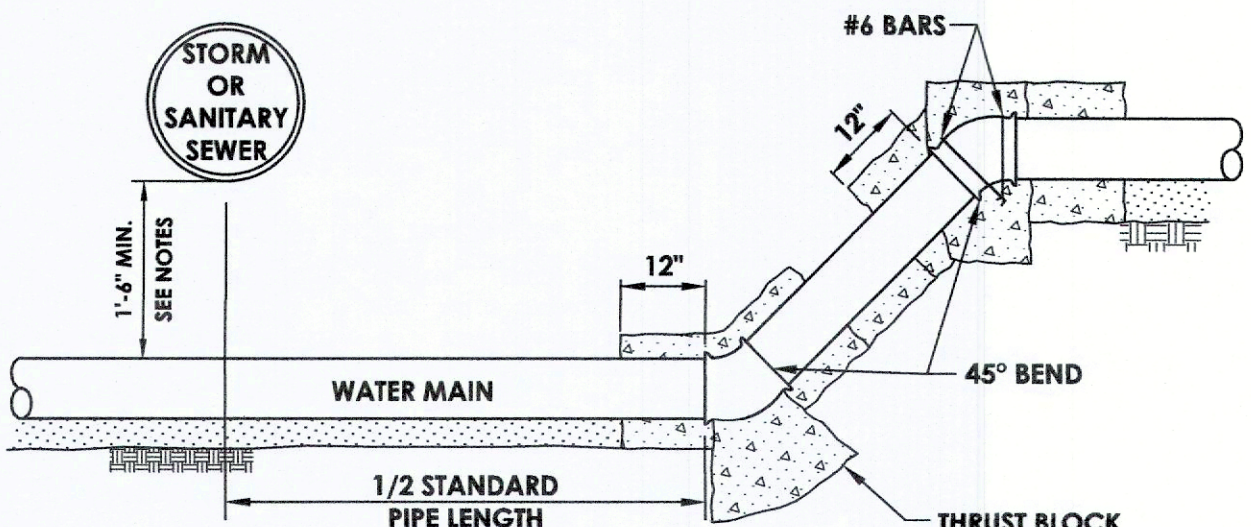 #6 BARS
STORM
OR
SANITARY
SEWER
12"
1'-6" MIN.
SEE NOTES
12"
WATER MAIN
45° BEND
1/2 STANDARD
PIPE LENGTH
THRUST BLOCK